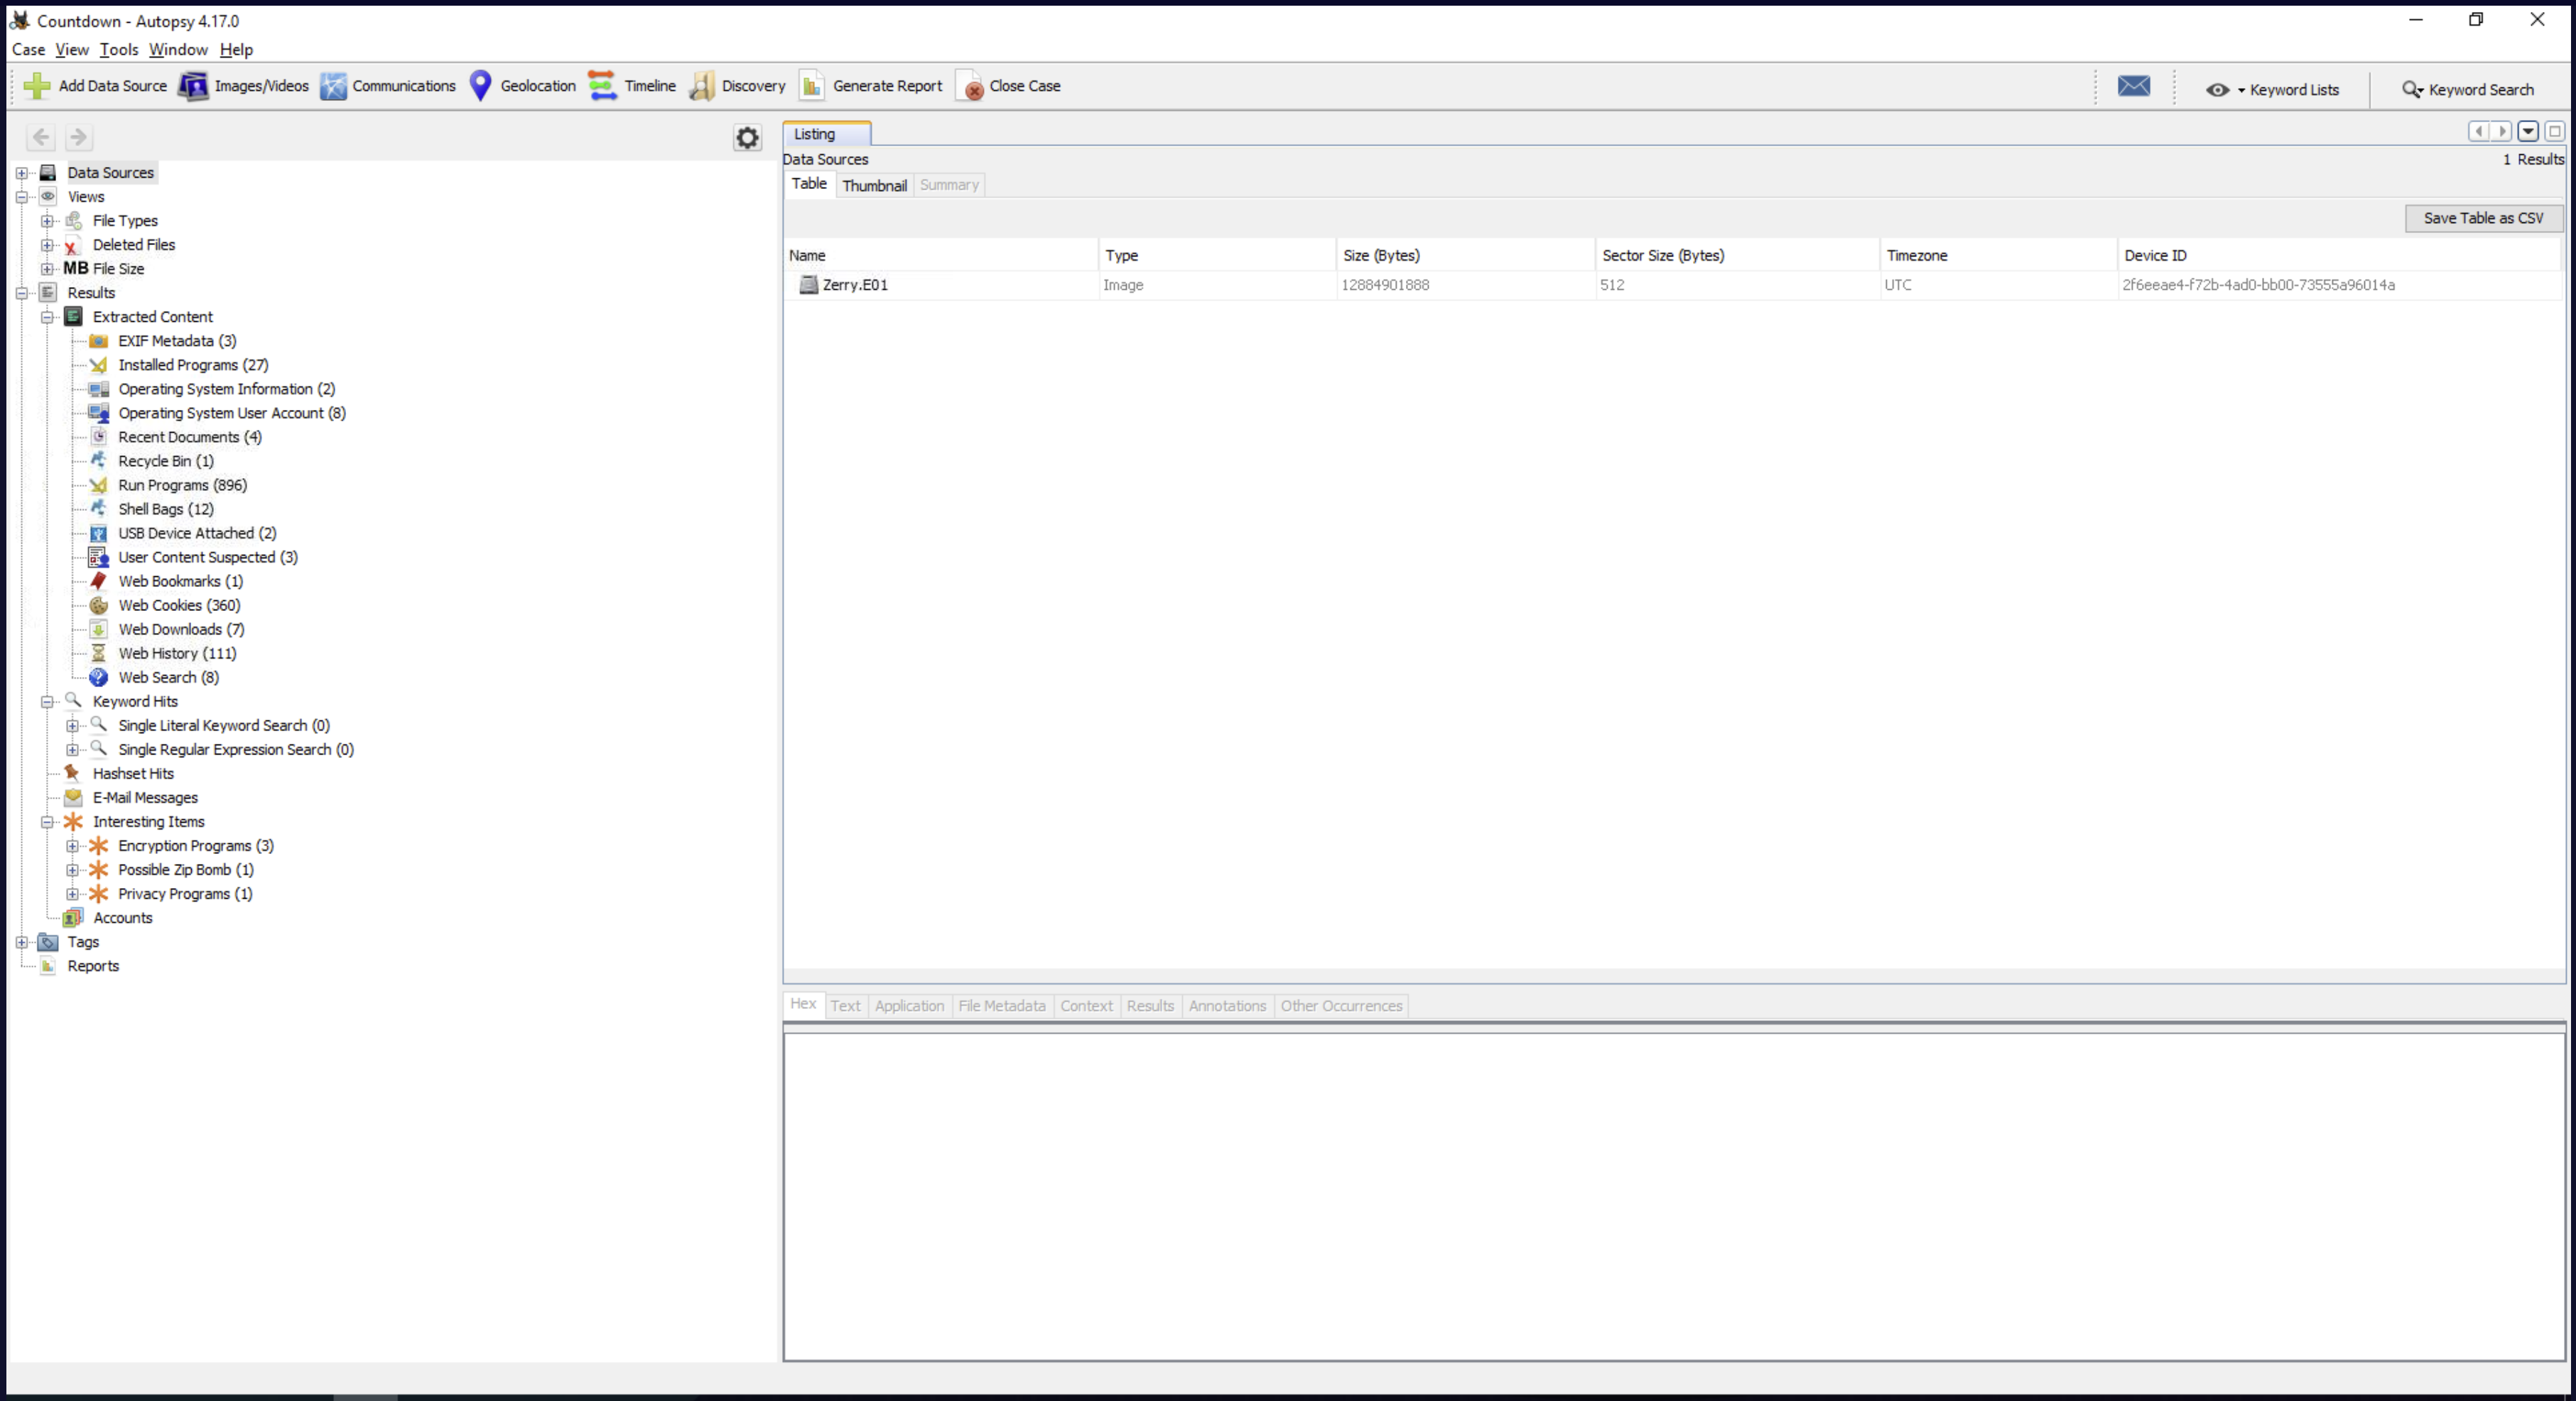 Countdown - Autopsy 4.17.0
Case View Tools Window Help
Add Data Source Images/Videos Communications Geolocation Timeline Discovery Generate Report Close Case Keyword Lists Keyword Search
Data Sources
Views
File Types
Deleted Files
MB File Size
Results
Extracted Content
EXIF Metadata (3)
Installed Programs (27)
Operating System Information (2)
Operating System User Account (8)
Recent Documents (4)
Recycle Bin (1)
Run Programs (896)
Shell Bags (12)
USB Device Attached (2)
User Content Suspected (3)
Web Bookmarks (1)
Web Cookies (360)
Web Downloads (7)
Web History (111)
Web Search (8)
Keyword Hits
Single Literal Keyword Search (0)
Single Regular Expression Search (0)
Hashset Hits
E-Mail Messages
Interesting Items
Encryption Programs (3)
Possible Zip Bomb (1)
Privacy Programs (1)
Accounts
Tags
Reports
Listing
Data Sources 1 Results
Table Thumbnail Summary
Save Table as CSV
Name Type Size (Bytes) Sector Size (Bytes) Timezone Device ID
Zerry.E01 Image 12884901888 512 UTC 2f6eeae4-f72b-4ad0-bb00-73555a96014a
Hex Text Application File Metadata Context Results Annotations Other Occurrences